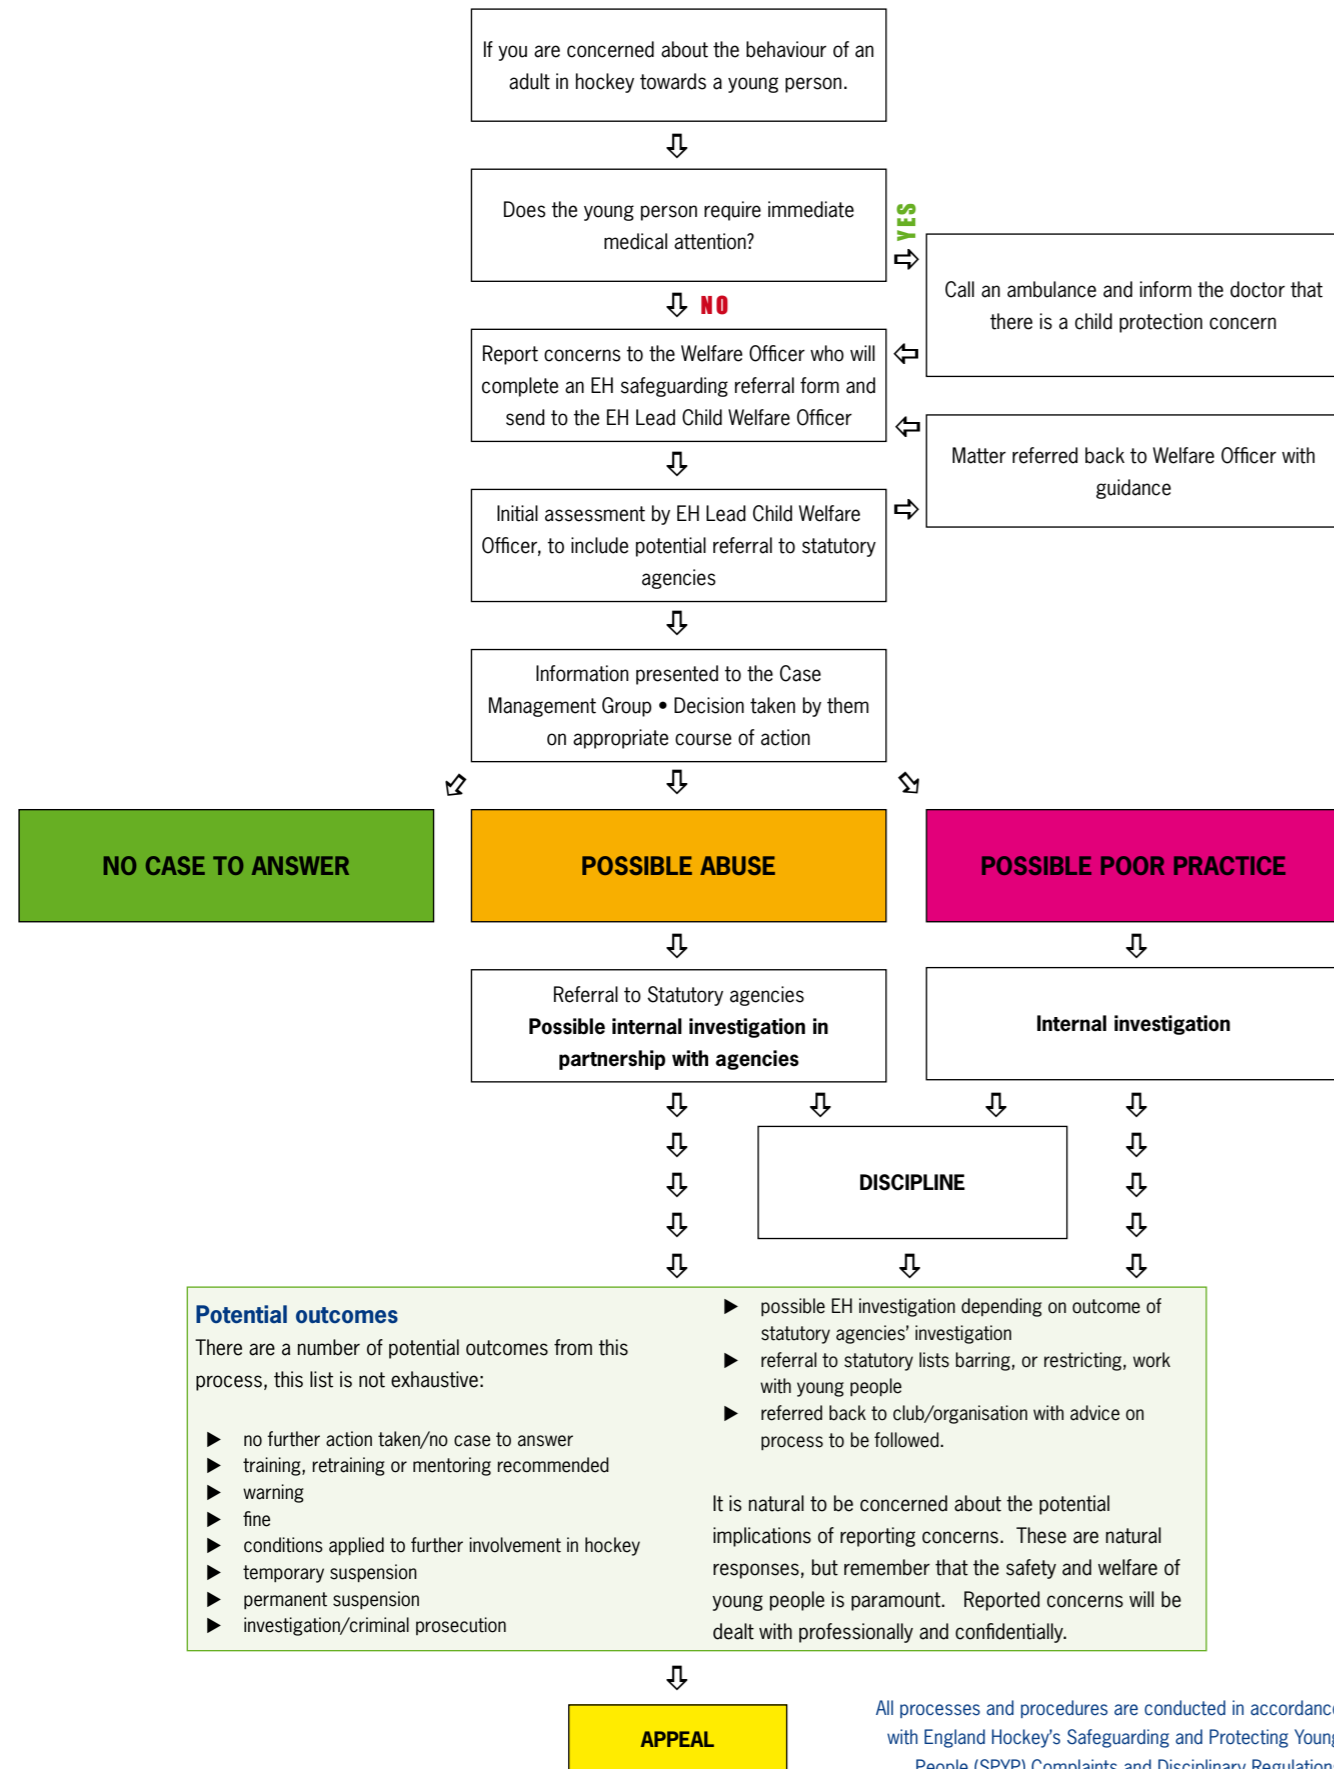 If you are concerned about the behaviour of an
adult in hockey towards a young person.
Does the young person require immediate
medical attention?
YES
Call an ambulance and inform the doctor that
there is a child protection concern
NO
Report concerns to the Welfare Officer who will
complete an EH safeguarding referral form and
send to the EH Lead Child Welfare Officer
Matter referred back to Welfare Officer with
guidance
Initial assessment by EH Lead Child Welfare
Officer, to include potential referral to statutory
agencies
Information presented to the Case
Management Group • Decision taken by them
on appropriate course of action
NO CASE TO ANSWER
POSSIBLE ABUSE
POSSIBLE POOR PRACTICE
Referral to Statutory agencies
Possible internal investigation in
partnership with agencies
Internal investigation
DISCIPLINE
Potential outcomes
There are a number of potential outcomes from this
process, this list is not exhaustive:
▶ no further action taken/no case to answer
▶ training, retraining or mentoring recommended
▶ warning
▶ fine
▶ conditions applied to further involvement in hockey
▶ temporary suspension
▶ permanent suspension
▶ investigation/criminal prosecution
▶ possible EH investigation depending on outcome of
statutory agencies’ investigation
▶ referral to statutory lists barring, or restricting, work
with young people
▶ referred back to club/organisation with advice on
process to be followed.
It is natural to be concerned about the potential
implications of reporting concerns. These are natural
responses, but remember that the safety and welfare of
young people is paramount. Reported concerns will be
dealt with professionally and confidentially.
APPEAL
All processes and procedures are conducted in accordance
with England Hockey’s Safeguarding and Protecting Young
People (SPYP) Complaints and Disciplinary Regulation